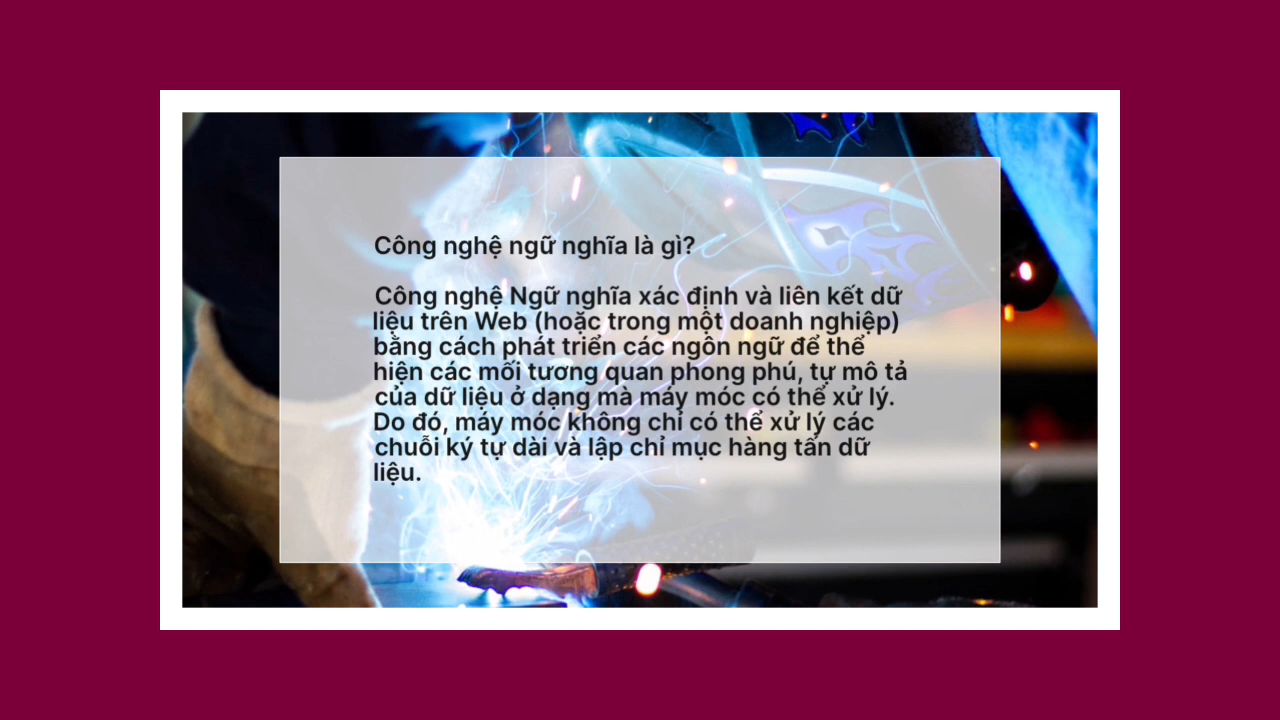 Công nghệ ngữ nghĩa là gì?
Công nghệ Ngữ nghĩa xác định và liên kết dữ
liệu trên Web (hoặc trong một doanh nghiệp)
bằng cách phát triển các ngôn ngữ để thể
hiện các mối tương quan phong phú, tự mô tả
của dữ liệu ở dạng mà máy móc có thể xử lý.
Do đó, máy móc không chỉ có thể xử lý các
chuỗi ký tự dài và lập chỉ mục hàng tấn dữ
liệu.